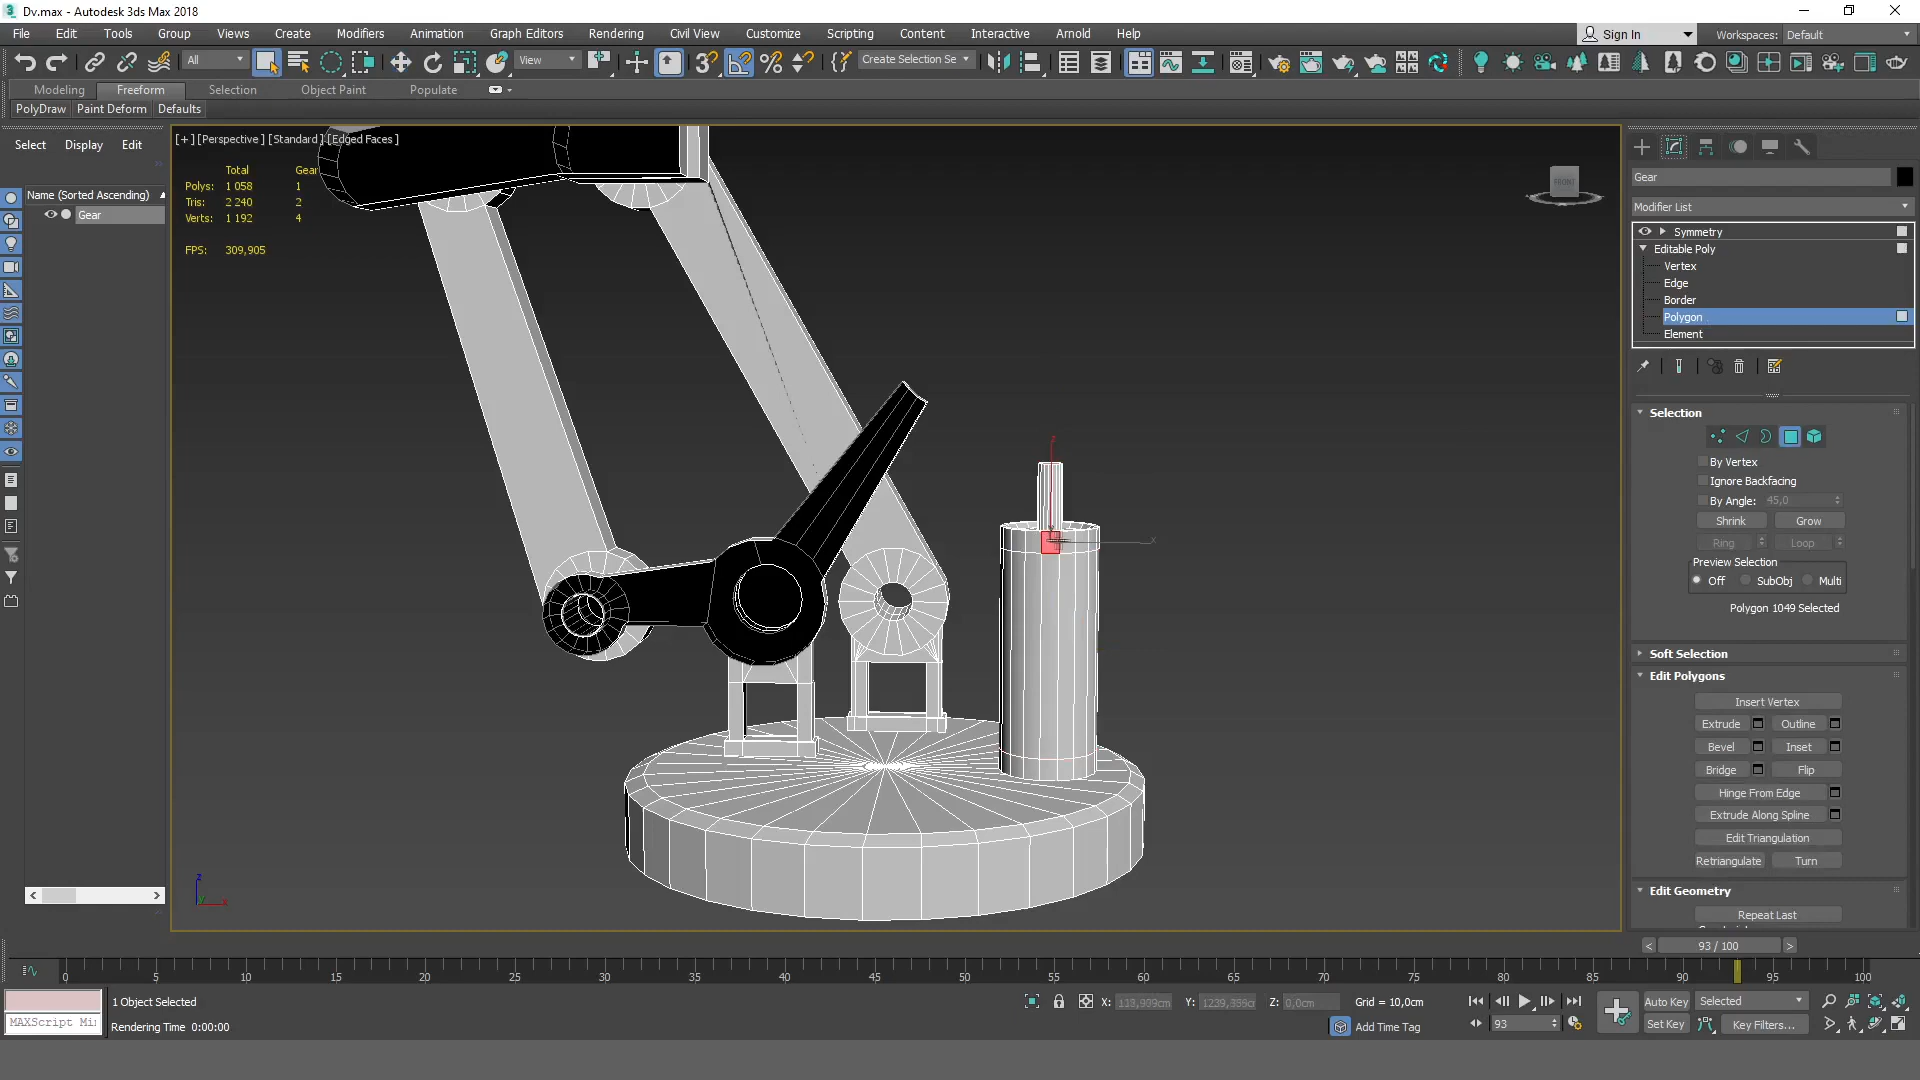 Dv.max - Autodesk 3ds Max 2018
File Edit Tools Group Views Create Modifiers Animation Graph Editors Rendering Civil View Customize Scripting Content Interactive Arnold Help
Sign In
Workspaces: Default
All
View
Create Selection Se
Modeling Freeform Selection Object Paint Populate
PolyDraw Paint Deform Defaults
Select Display Edit
Name (Sorted Ascending)
Gear
[+] [Perspective] [Standard] [Edged Faces]
Total Gear
Polys: 1 058 1
Tris: 2 240 2
Verts: 1 192 4
FPS: 309,905
FRONT
z
x
z
y
x
Gear
Modifier List
Symmetry
Editable Poly
Vertex
Edge
Border
Polygon
Element
Selection
By Vertex
Ignore Backfacing
By Angle: 45,0
Shrink Grow
Ring Loop
Preview Selection
Off SubObj Multi
Polygon 1049 Selected
Soft Selection
Edit Polygons
Insert Vertex
Extrude Outline
Bevel Inset
Bridge Flip
Hinge From Edge
Extrude Along Spline
Edit Triangulation
Retriangulate Turn
Edit Geometry
Repeat Last
< 93 / 100 >
0 5 10 15 20 25 30 35 40 45 50 55 60 65 70 75 80 85 90 95 100
1 Object Selected
X: Y: Z: 0,0cm Grid = 10,0cm
Auto Key Selected
MAXScript Mi
Rendering Time 0:00:00
Add Time Tag
93
Set Key Key Filters...